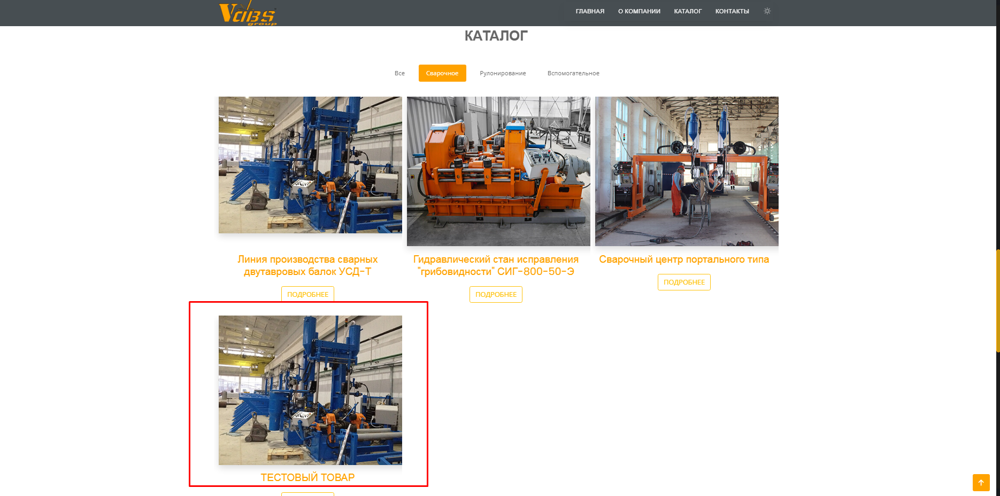 Vabs
group
ГЛАВНАЯ О КОМПАНИИ КАТАЛОГ КОНТАКТЫ
КАТАЛОГ
Все Сварочное Рулонирование Вспомогательное
Линия производства сварных
двутавровых балок УСД-Т
ПОДРОБНЕЕ
Гидравлический стан исправления
"грибовидности" СИГ-800-50-Э
ПОДРОБНЕЕ
Сварочный центр портального типа
ПОДРОБНЕЕ
ТЕСТОВЫЙ ТОВАР